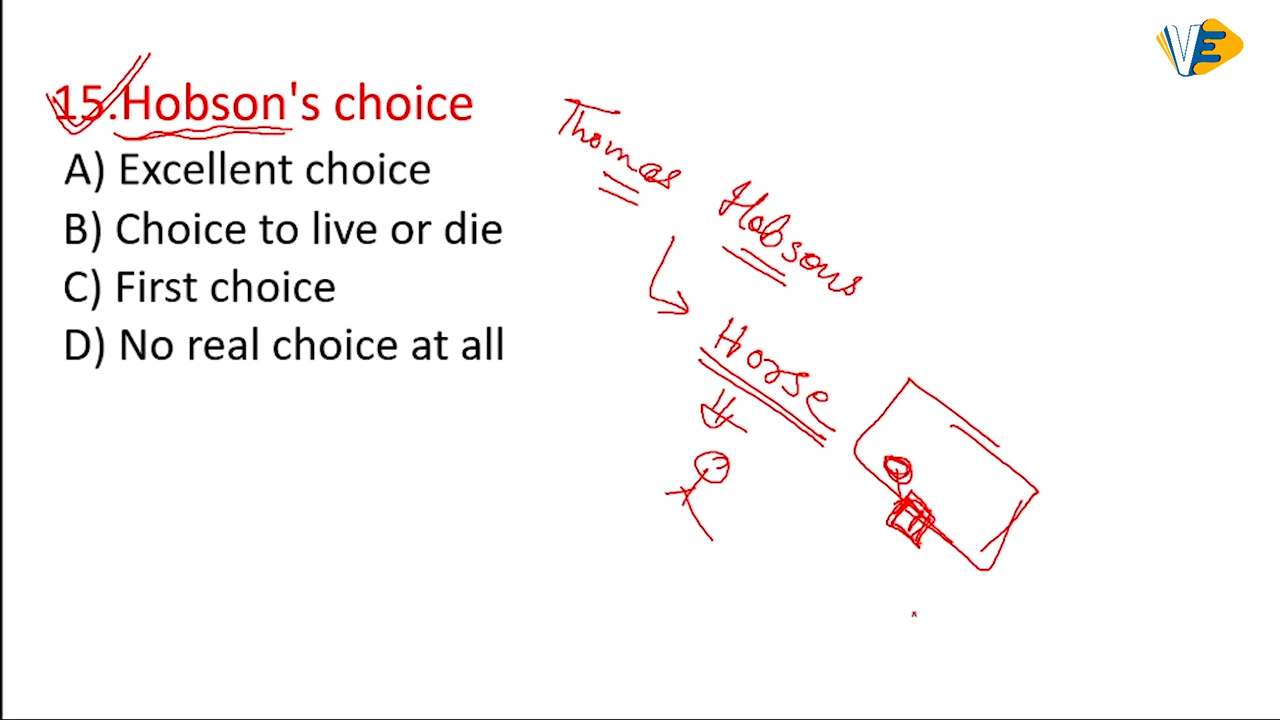 15.Hobson's choice
A) Excellent choice
B) Choice to live or die
C) First choice
D) No real choice at all
Thomas Hobsons
Horse
VE